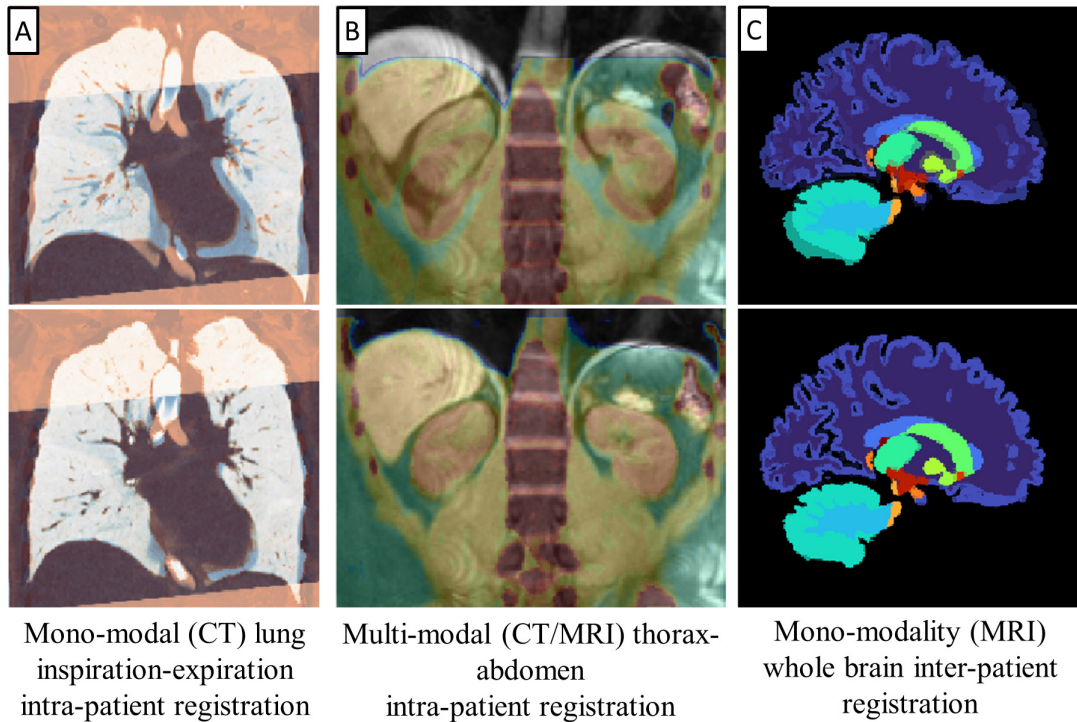 A
B
C
Mono-modal (CT) lung
inspiration-expiration
intra-patient registration
Multi-modal (CT/MRI) thorax-
abdomen
intra-patient registration
Mono-modality (MRI)
whole brain inter-patient
registration